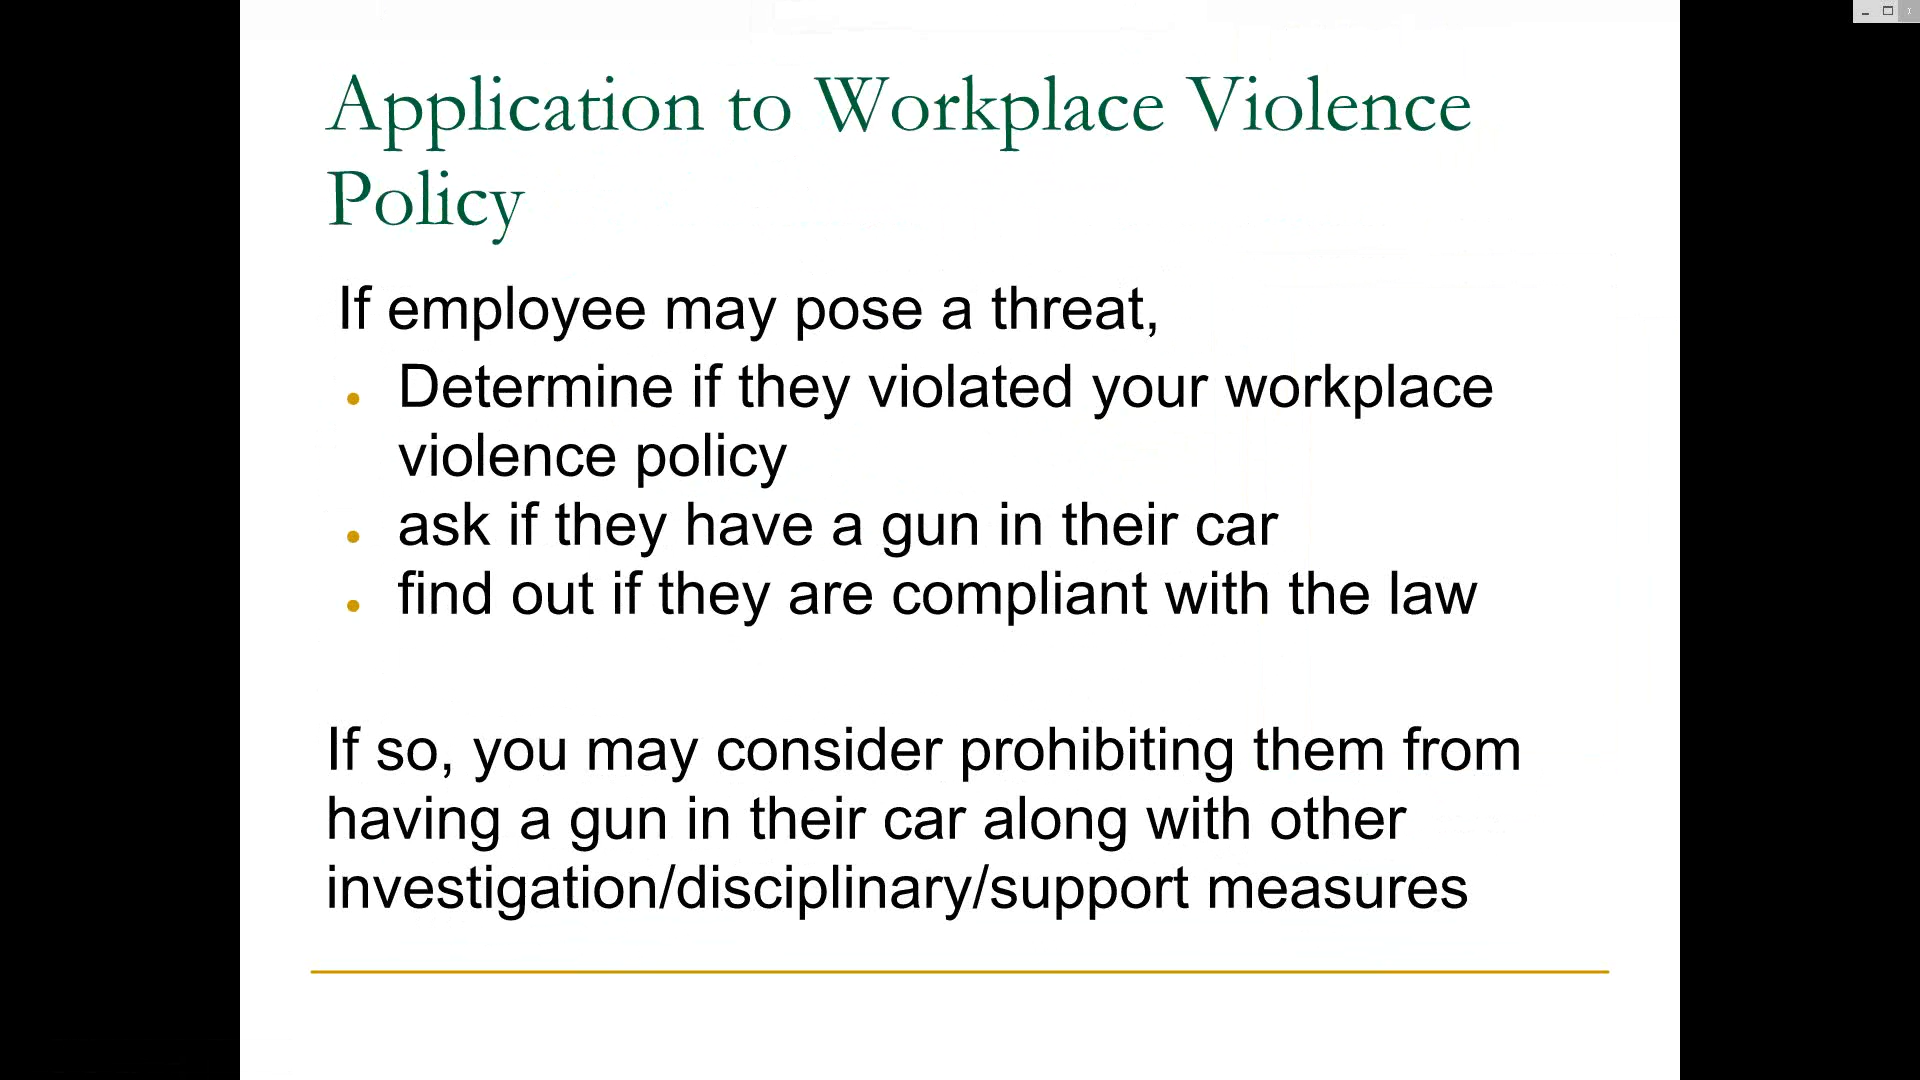 Application to Workplace Violence
Policy
If employee may pose a threat,
• Determine if they violated your workplace
violence policy
• ask if they have a gun in their car
• find out if they are compliant with the law
If so, you may consider prohibiting them from
having a gun in their car along with other
investigation/disciplinary/support measures